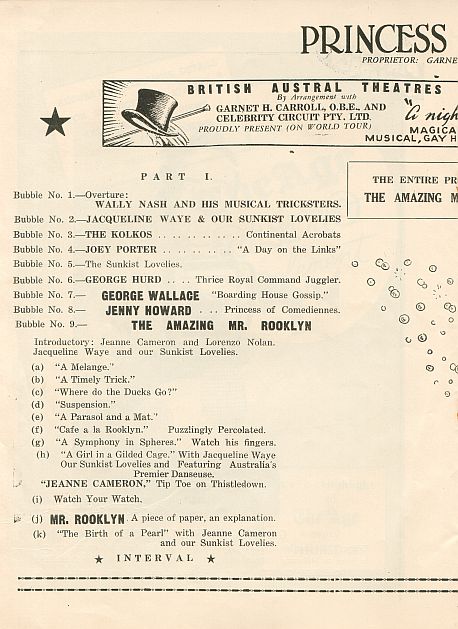 PRINCESS
PROPRIETOR: GARNE
BRITISH AUSTRAL THEATRES
By Arrangement with
GARNET H. CARROLL, O.B.E., AND
CELEBRITY CIRCUIT PTY. LTD.
PROUDLY PRESENT (ON WORLD TOUR)
"A nigh
MAGICA
MUSICAL, GAY H
PART I.
THE ENTIRE PR
THE AMAZING M
Bubble No. 1.—Overture:
WALLY NASH AND HIS MUSICAL TRICKSTERS.
Bubble No. 2.—JACQUELINE WAYE & OUR SUNKIST LOVELIES
Bubble No. 3.—THE KOLKOS . . . . . . . . . . Continental Acrobats
Bubble No. 4.—JOEY PORTER . . . . . . . . . "A Day on the Links"
Bubble No. 5.—The Sunkist Lovelies.
Bubble No. 6.—GEORGE HURD . . . Thrice Royal Command Juggler.
Bubble No. 7.— GEORGE WALLACE "Boarding House Gossip."
Bubble No. 8.— JENNY HOWARD . . . Princess of Comediennes.
Bubble No. 9.— THE AMAZING MR. ROOKLYN
Introductory: Jeanne Cameron and Lorenzo Nolan.
Jacqueline Waye and our Sunkist Lovelies.
(a) "A Melange."
(b) "A Timely Trick."
(c) "Where do the Ducks Go?"
(d) "Suspension."
(e) "A Parasol and a Mat."
(f) "Cafe a la Rooklyn." Puzzlingly Percolated.
(g) "A Symphony in Spheres." Watch his fingers.
(h) "A Girl in a Gilded Cage." With Jacqueline Waye
Our Sunkist Lovelies and Featuring Australia's
Premier Danseuse,
"JEANNE CAMERON," Tip Toe on Thistledown.
(i) Watch Your Watch.
(j) MR. ROOKLYN. A piece of paper, an explanation.
(k) "The Birth of a Pearl" with Jeanne Cameron
and our Sunkist Lovelies.
★ INTERVAL ★